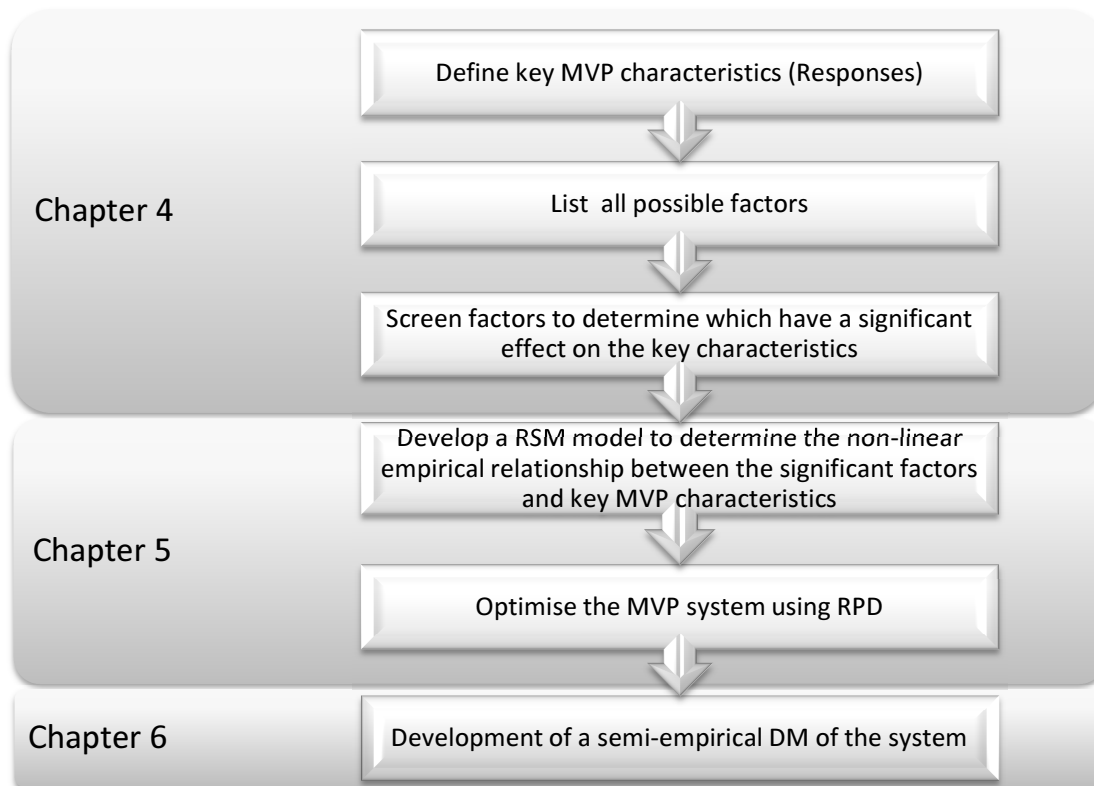 Define key MVP characteristics (Responses)
Chapter 4
List all possible factors
Screen factors to determine which have a significant
effect on the key characteristics
Develop a RSM model to determine the non-linear
empirical relationship between the significant factors
and key MVP characteristics
Chapter 5
Optimise the MVP system using RPD
Chapter 6
Development of a semi-empirical DM of the system